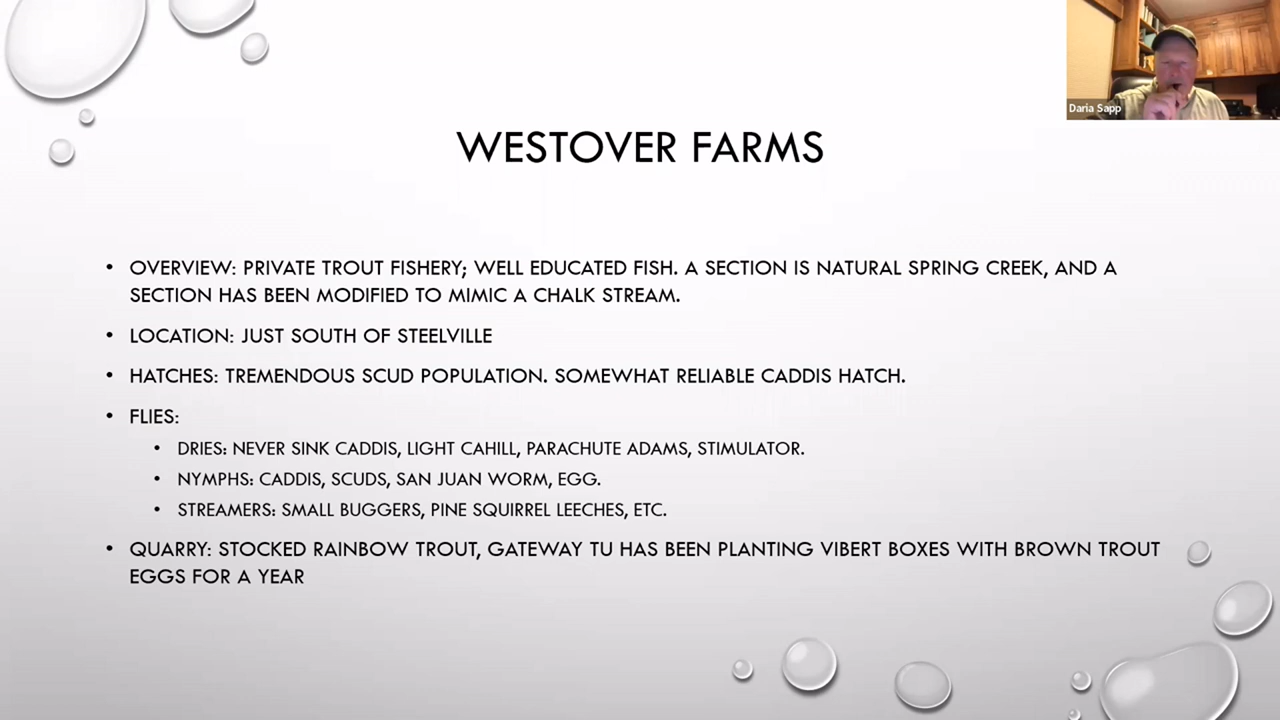 Daria Sapp
WESTOVER FARMS
• OVERVIEW: PRIVATE TROUT FISHERY; WELL EDUCATED FISH. A SECTION IS NATURAL SPRING CREEK, AND A
SECTION HAS BEEN MODIFIED TO MIMIC A CHALK STREAM.
• LOCATION: JUST SOUTH OF STEELVILLE
• HATCHES: TREMENDOUS SCUD POPULATION. SOMEWHAT RELIABLE CADDIS HATCH.
• FLIES:
• DRIES: NEVER SINK CADDIS, LIGHT CAHILL, PARACHUTE ADAMS, STIMULATOR.
• NYMPHS: CADDIS, SCUDS, SAN JUAN WORM, EGG.
• STREAMERS: SMALL BUGGERS, PINE SQUIRREL LEECHES, ETC.
• QUARRY: STOCKED RAINBOW TROUT, GATEWAY TU HAS BEEN PLANTING VIBERT BOXES WITH BROWN TROUT
EGGS FOR A YEAR